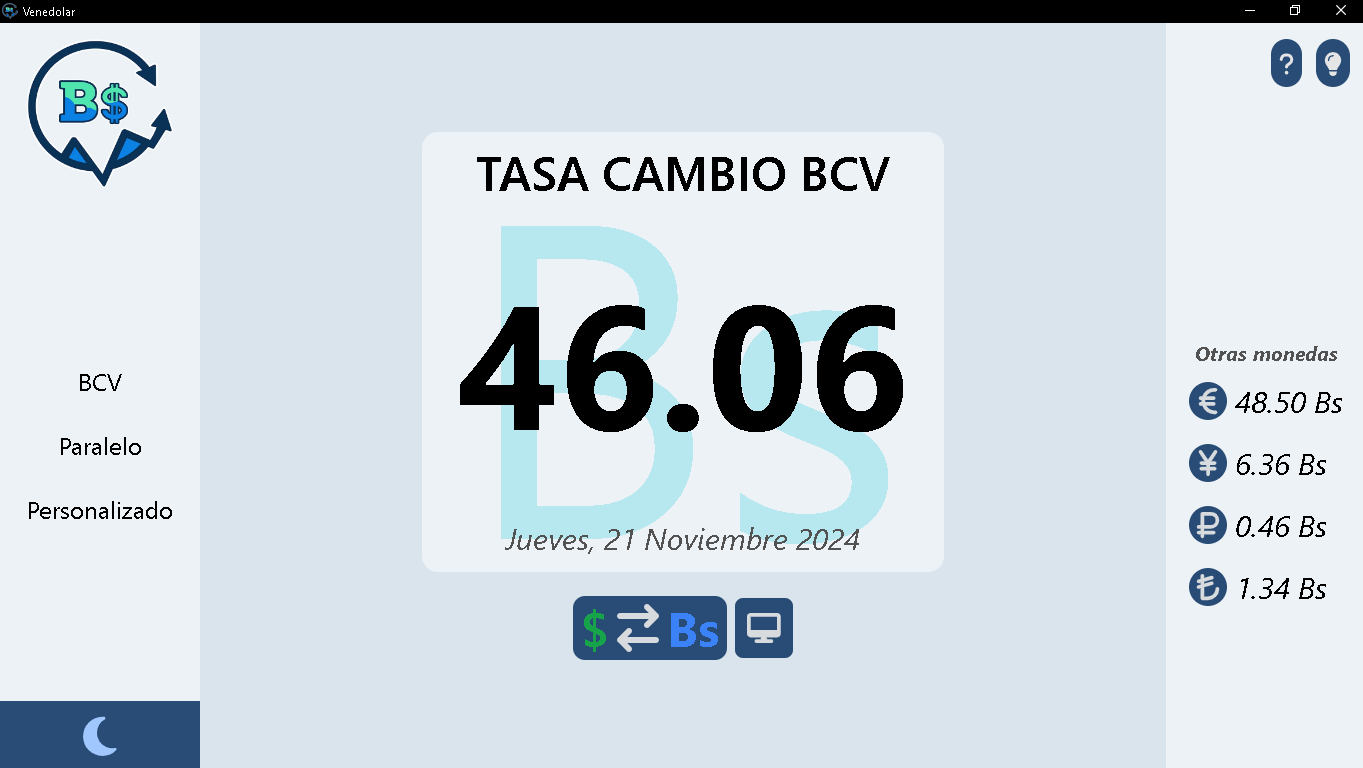 Venedolar
B$
BCV
Paralelo
Personalizado
TASA CAMBIO BCV
Bs
46.06
Jueves, 21 Noviembre 2024
$ Bs
?
Otras monedas
€ 48.50 Bs
¥ 6.36 Bs
₽ 0.46 Bs
₺ 1.34 Bs